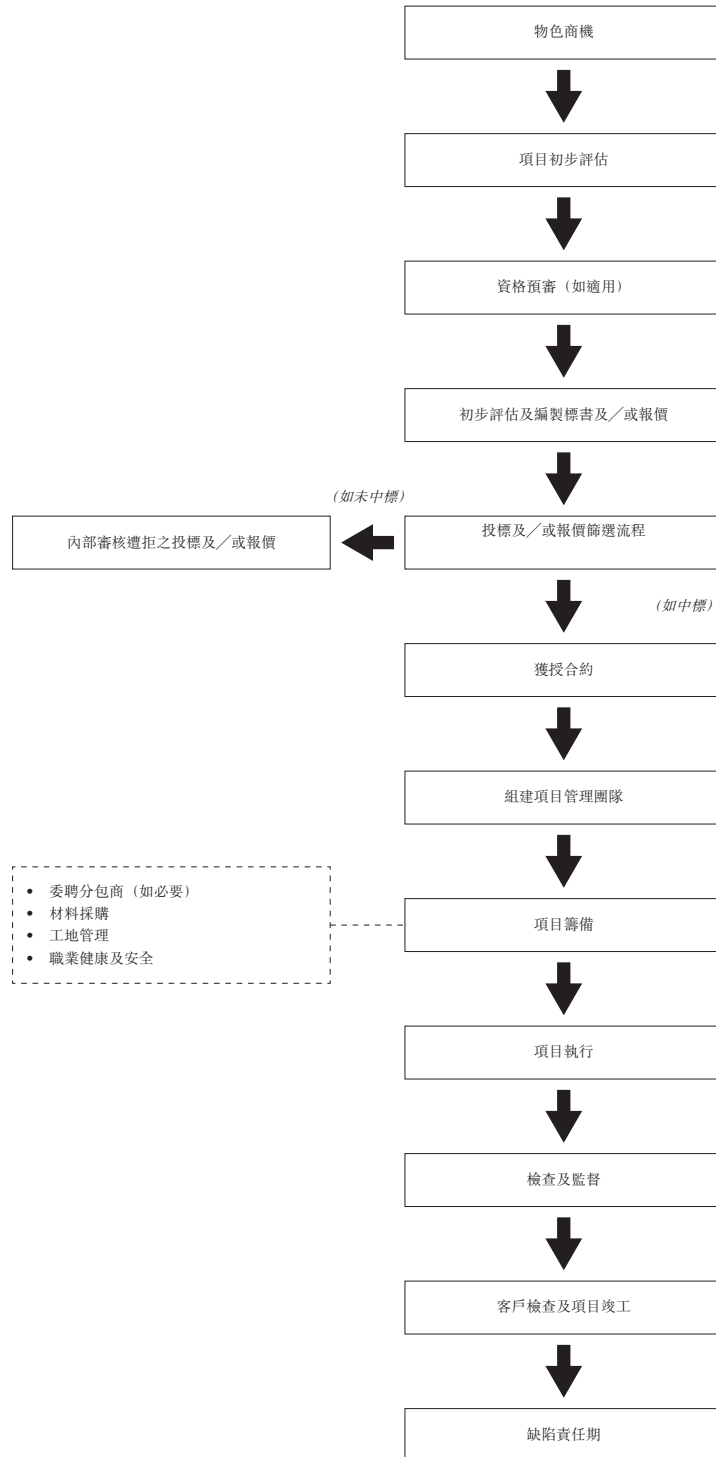 物色商機
項目初步評估
資格預審（如適用）
初步評估及編製標書及／或報價
(如未中標)
內部審核遭拒之投標及／或報價
投標及／或報價篩選流程
(如中標)
獲授合約
組建項目管理團隊
• 委聘分包商（如必要）
• 材料採購
• 工地管理
• 職業健康及安全
項目籌備
項目執行
檢查及監督
客戶檢查及項目竣工
缺陷責任期